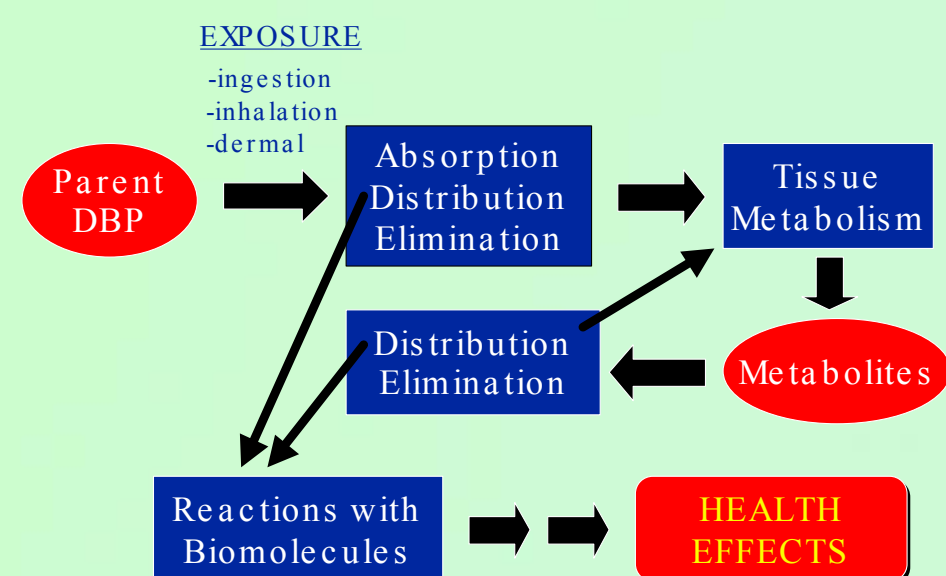 EXPOSURE
-ingestion
-inhalation
-dermal
Parent
DBP
Absorption
Distribution
Elimination
Tissue
Metabolism
Distribution
Elimination
Metabolites
Reactions with
Biomolecules
HEALTH
EFFECTS